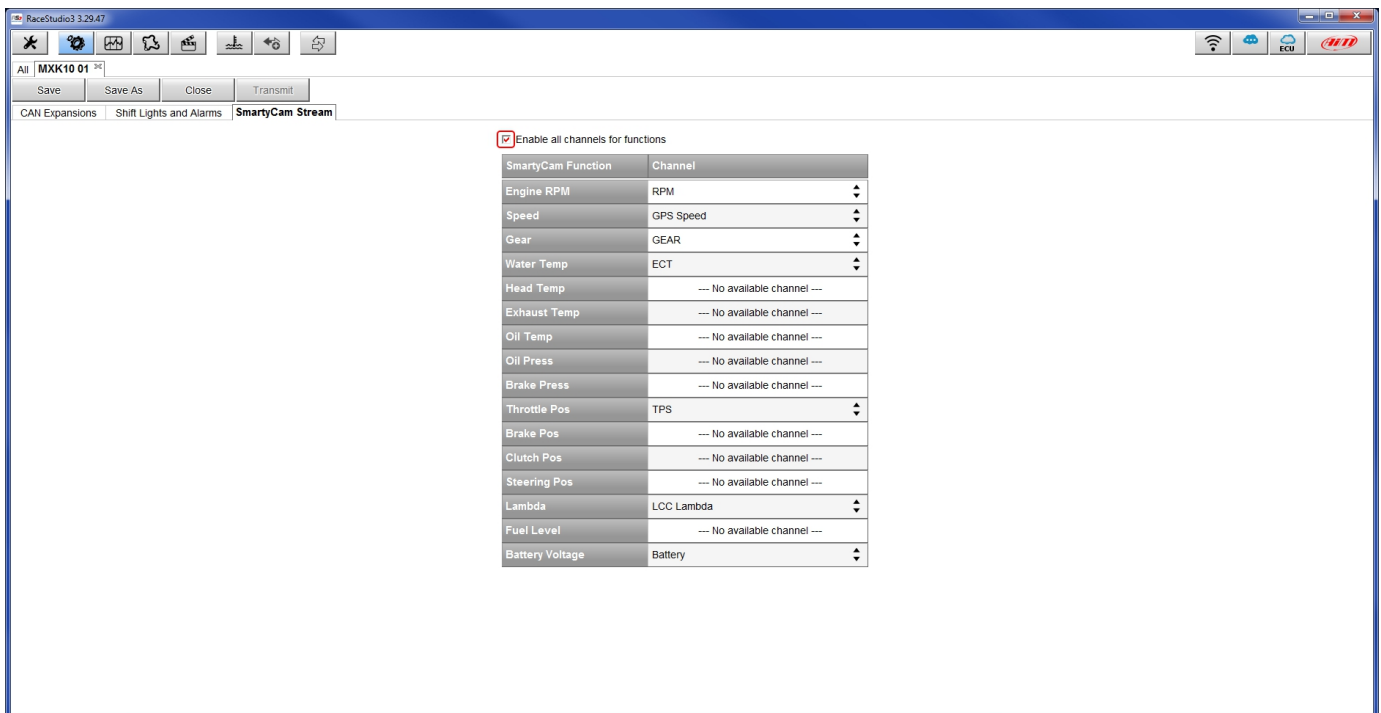 RaceStudio3 3.29.47
ECU
AiM
All MXK10 01
Save Save As Close Transmit
CAN Expansions Shift Lights and Alarms SmartyCam Stream
Enable all channels for functions
SmartyCam Function Channel
Engine RPM RPM
Speed GPS Speed
Gear GEAR
Water Temp ECT
Head Temp --- No available channel ---
Exhaust Temp --- No available channel ---
Oil Temp --- No available channel ---
Oil Press --- No available channel ---
Brake Press --- No available channel ---
Throttle Pos TPS
Brake Pos --- No available channel ---
Clutch Pos --- No available channel ---
Steering Pos --- No available channel ---
Lambda LCC Lambda
Fuel Level --- No available channel ---
Battery Voltage Battery